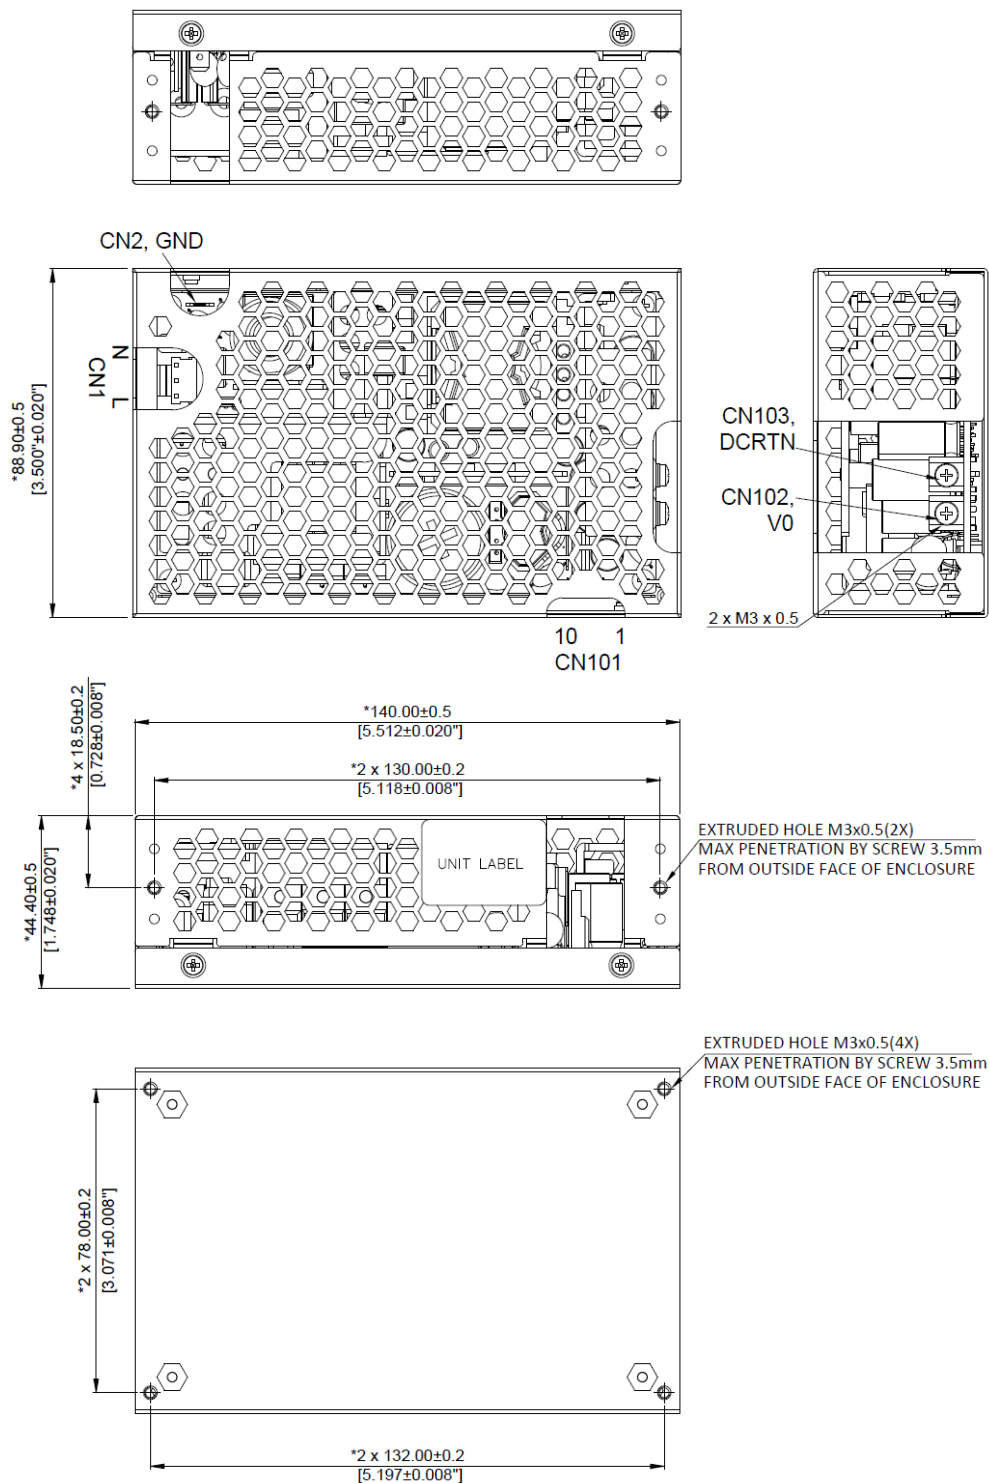 CN2, GND
N
CN1
L
*88.90±0.5
[3.500"±0.020"]
CN103,
DCRTN
CN102,
V0
2 x M3 x 0.5
10 1
CN101
*4 x 18.50±0.2
[0.728±0.008"]
*140.00±0.5
[5.512±0.020"]
*2 x 130.00±0.2
[5.118±0.008"]
*44.40±0.5
[1.748±0.020"]
UNIT LABEL
EXTRUDED HOLE M3x0.5(2X)
MAX PENETRATION BY SCREW 3.5mm
FROM OUTSIDE FACE OF ENCLOSURE
EXTRUDED HOLE M3x0.5(4X)
MAX PENETRATION BY SCREW 3.5mm
FROM OUTSIDE FACE OF ENCLOSURE
*2 x 78.00±0.2
[3.071±0.008"]
*2 x 132.00±0.2
[5.197±0.008"]